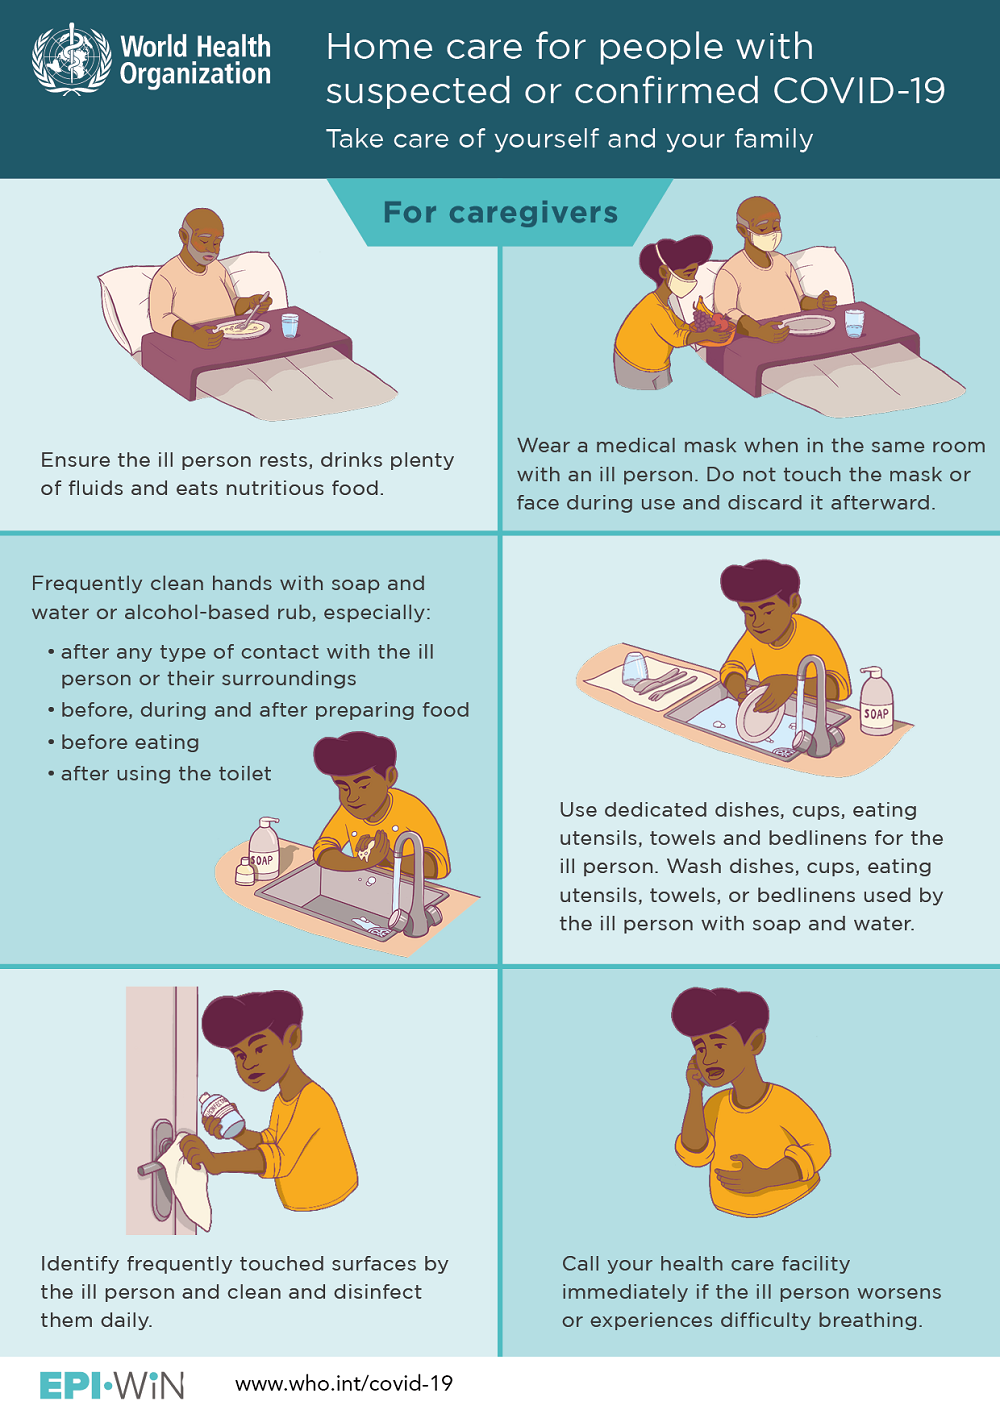 World Health
Organization
Home care for people with
suspected or confirmed COVID-19
Take care of yourself and your family
For caregivers
Ensure the ill person rests, drinks plenty
of fluids and eats nutritious food.
Wear a medical mask when in the same room
with an ill person. Do not touch the mask or
face during use and discard it afterward.
Frequently clean hands with soap and
water or alcohol-based rub, especially:
• after any type of contact with the ill
person or their surroundings
• before, during and after preparing food
• before eating
• after using the toilet
SOAP
SOAP
Use dedicated dishes, cups, eating
utensils, towels and bedlinens for the
ill person. Wash dishes, cups, eating
utensils, towels, or bedlinens used by
the ill person with soap and water.
Identify frequently touched surfaces by
the ill person and clean and disinfect
them daily.
Call your health care facility
immediately if the ill person worsens
or experiences difficulty breathing.
EPI•WiN
www.who.int/covid-19